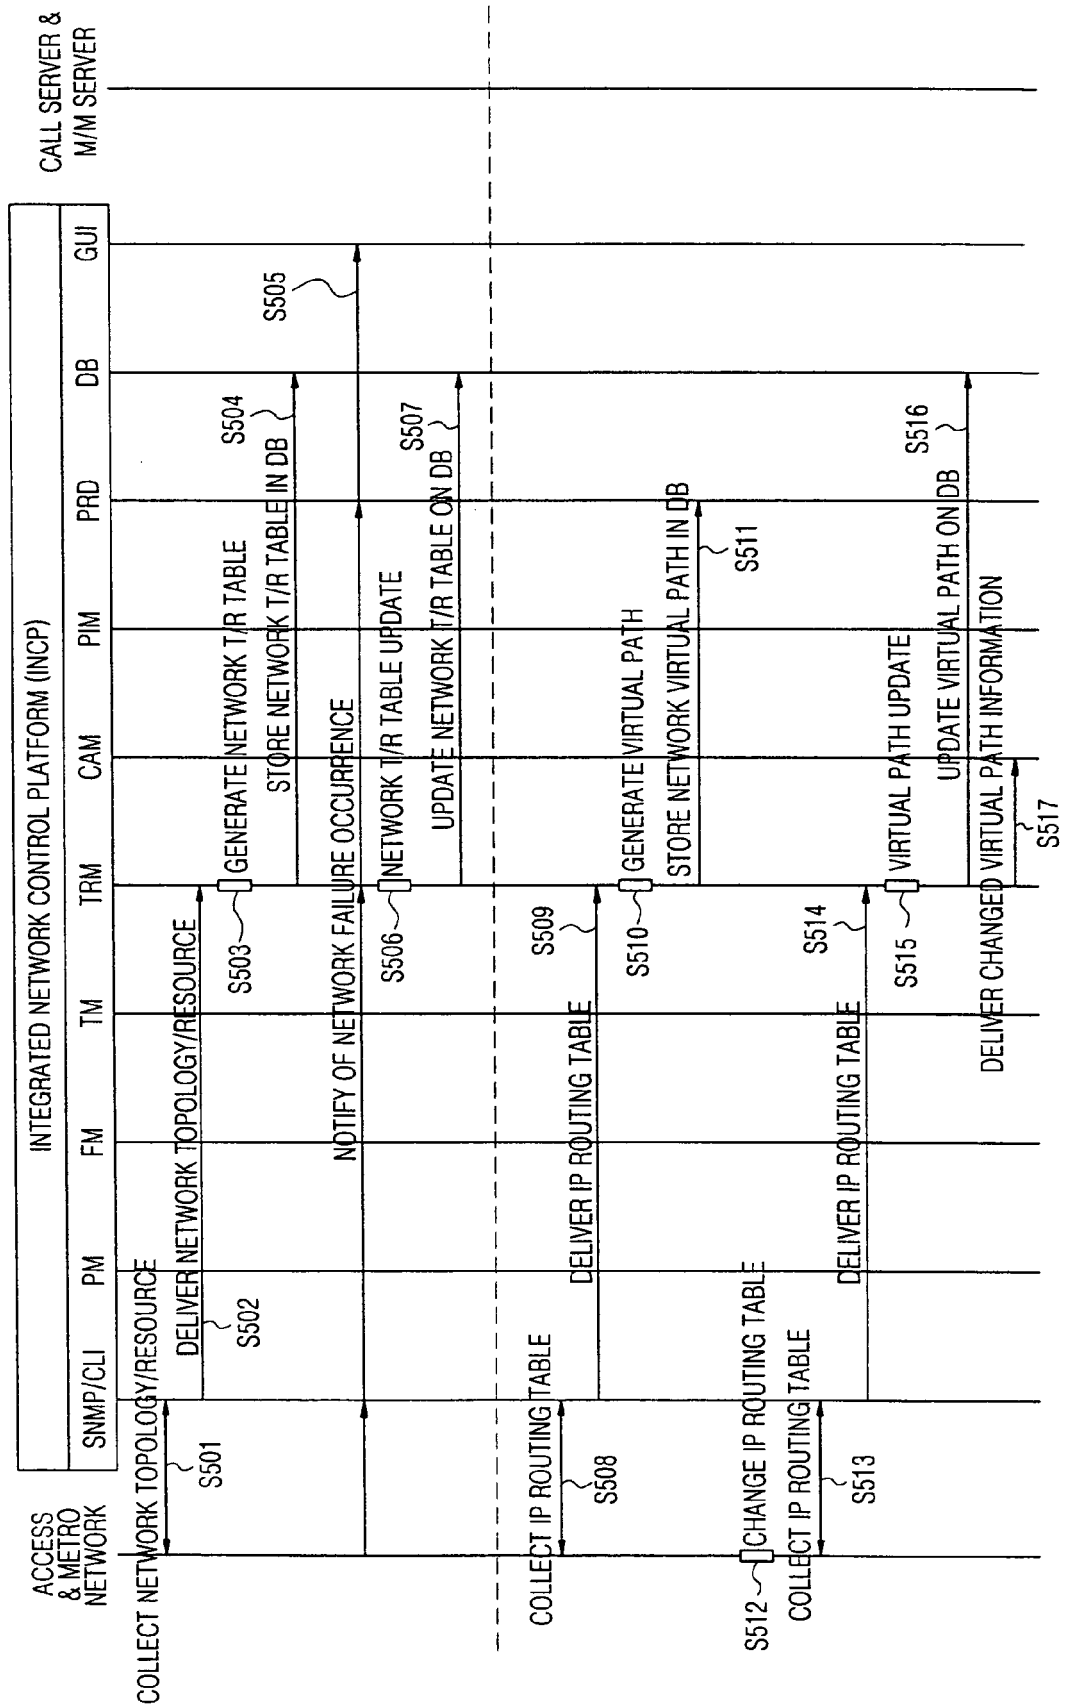 INTEGRATED NETWORK CONTROL PLATFORM (INCP)
ACCESS
& METRO
NETWORK
SNMP/CLI
PM
FM
TM
TRM
CAM
PIM
PRD
DB
GUI
CALL SERVER &
M/M SERVER
COLLECT NETWORK TOPOLOGY/RESOURCE
S501
DELIVER NETWORK TOPOLOGY/RESOURCE
S502
GENERATE NETWORK T/R TABLE
S503
STORE NETWORK T/R TABLE IN DB
S504
NOTIFY OF NETWORK FAILURE OCCURRENCE
S505
NETWORK T/R TABLE UPDATE
S506
UPDATE NETWORK T/R TABLE ON DB
S507
COLLECT IP ROUTING TABLE
S508
DELIVER IP ROUTING TABLE
S509
GENERATE VIRTUAL PATH
S510
STORE NETWORK VIRTUAL PATH IN DB
S511
CHANGE IP ROUTING TABLE
S512
COLLECT IP ROUTING TABLE
S513
DELIVER IP ROUTING TABLE
S514
VIRTUAL PATH UPDATE
S515
UPDATE VIRTUAL PATH ON DB
S516
DELIVER CHANGED VIRTUAL PATH INFORMATION
S517